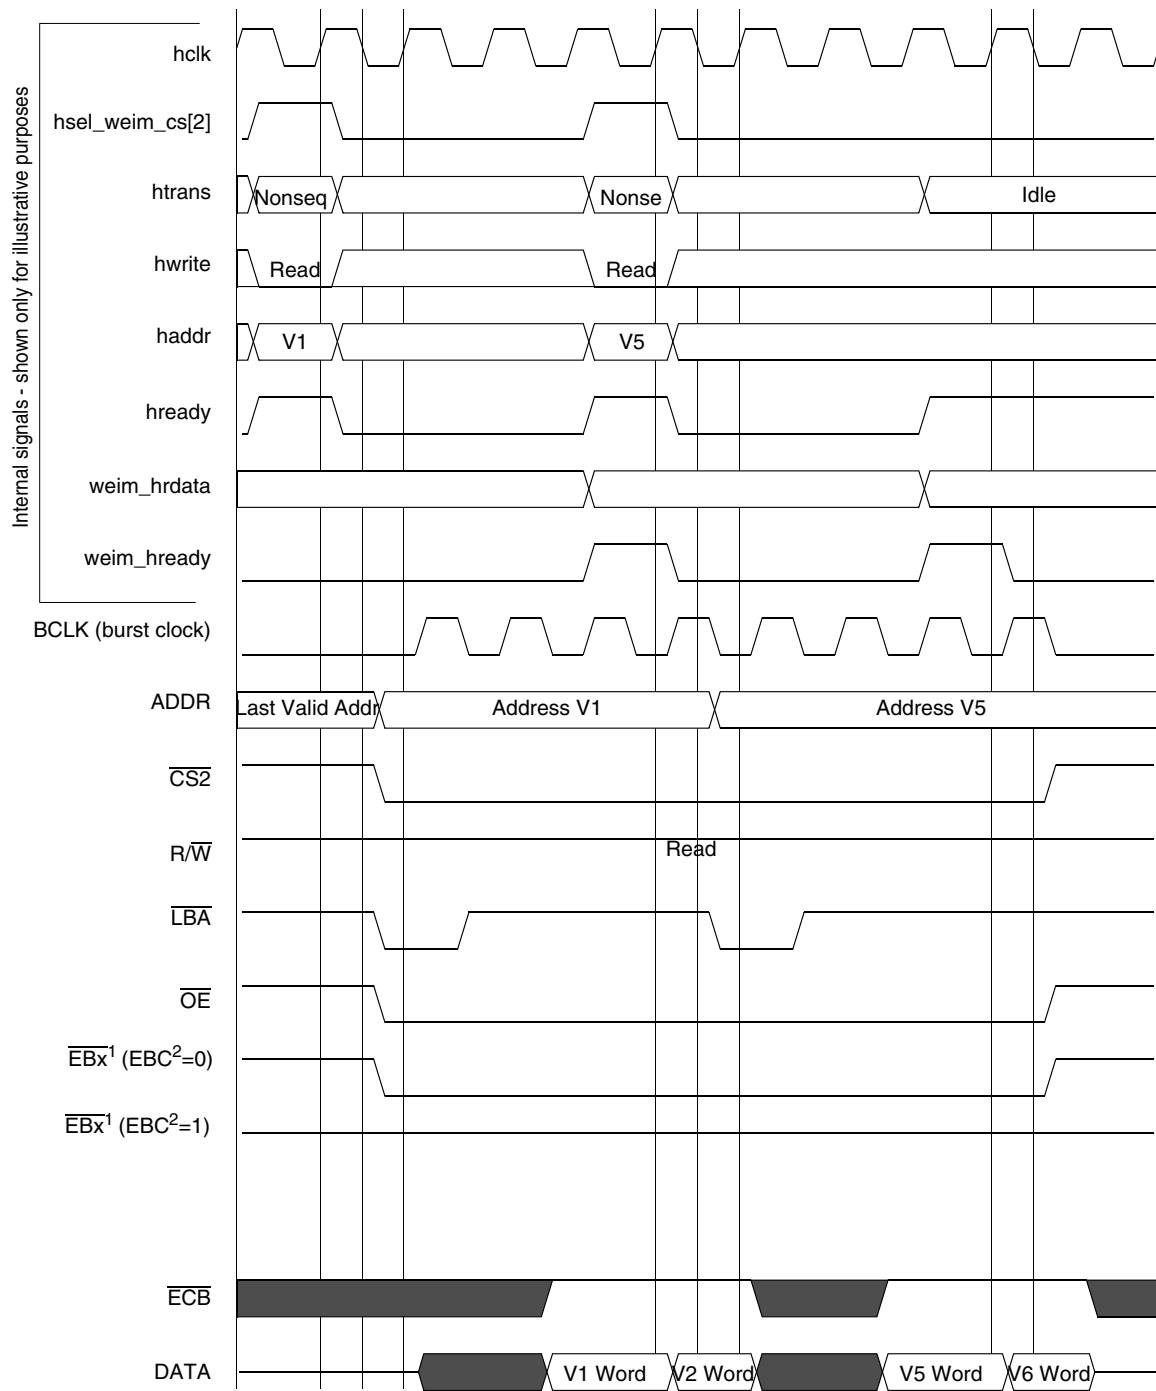 Internal signals - shown only for illustrative purposes
hclk
hsel_weim_cs[2]
htrans Nonseq Nonse Idle
hwrite Read Read
haddr V1 V5
hready
weim_hrdata
weim_hready
BCLK (burst clock)
ADDR Last Valid Addr Address V1 Address V5
CS2
R/W Read
LBA
OE
EBx1 (EBC2=0)
EBx1 (EBC2=1)
ECB
DATA V1 Word V2 Word V5 Word V6 Word